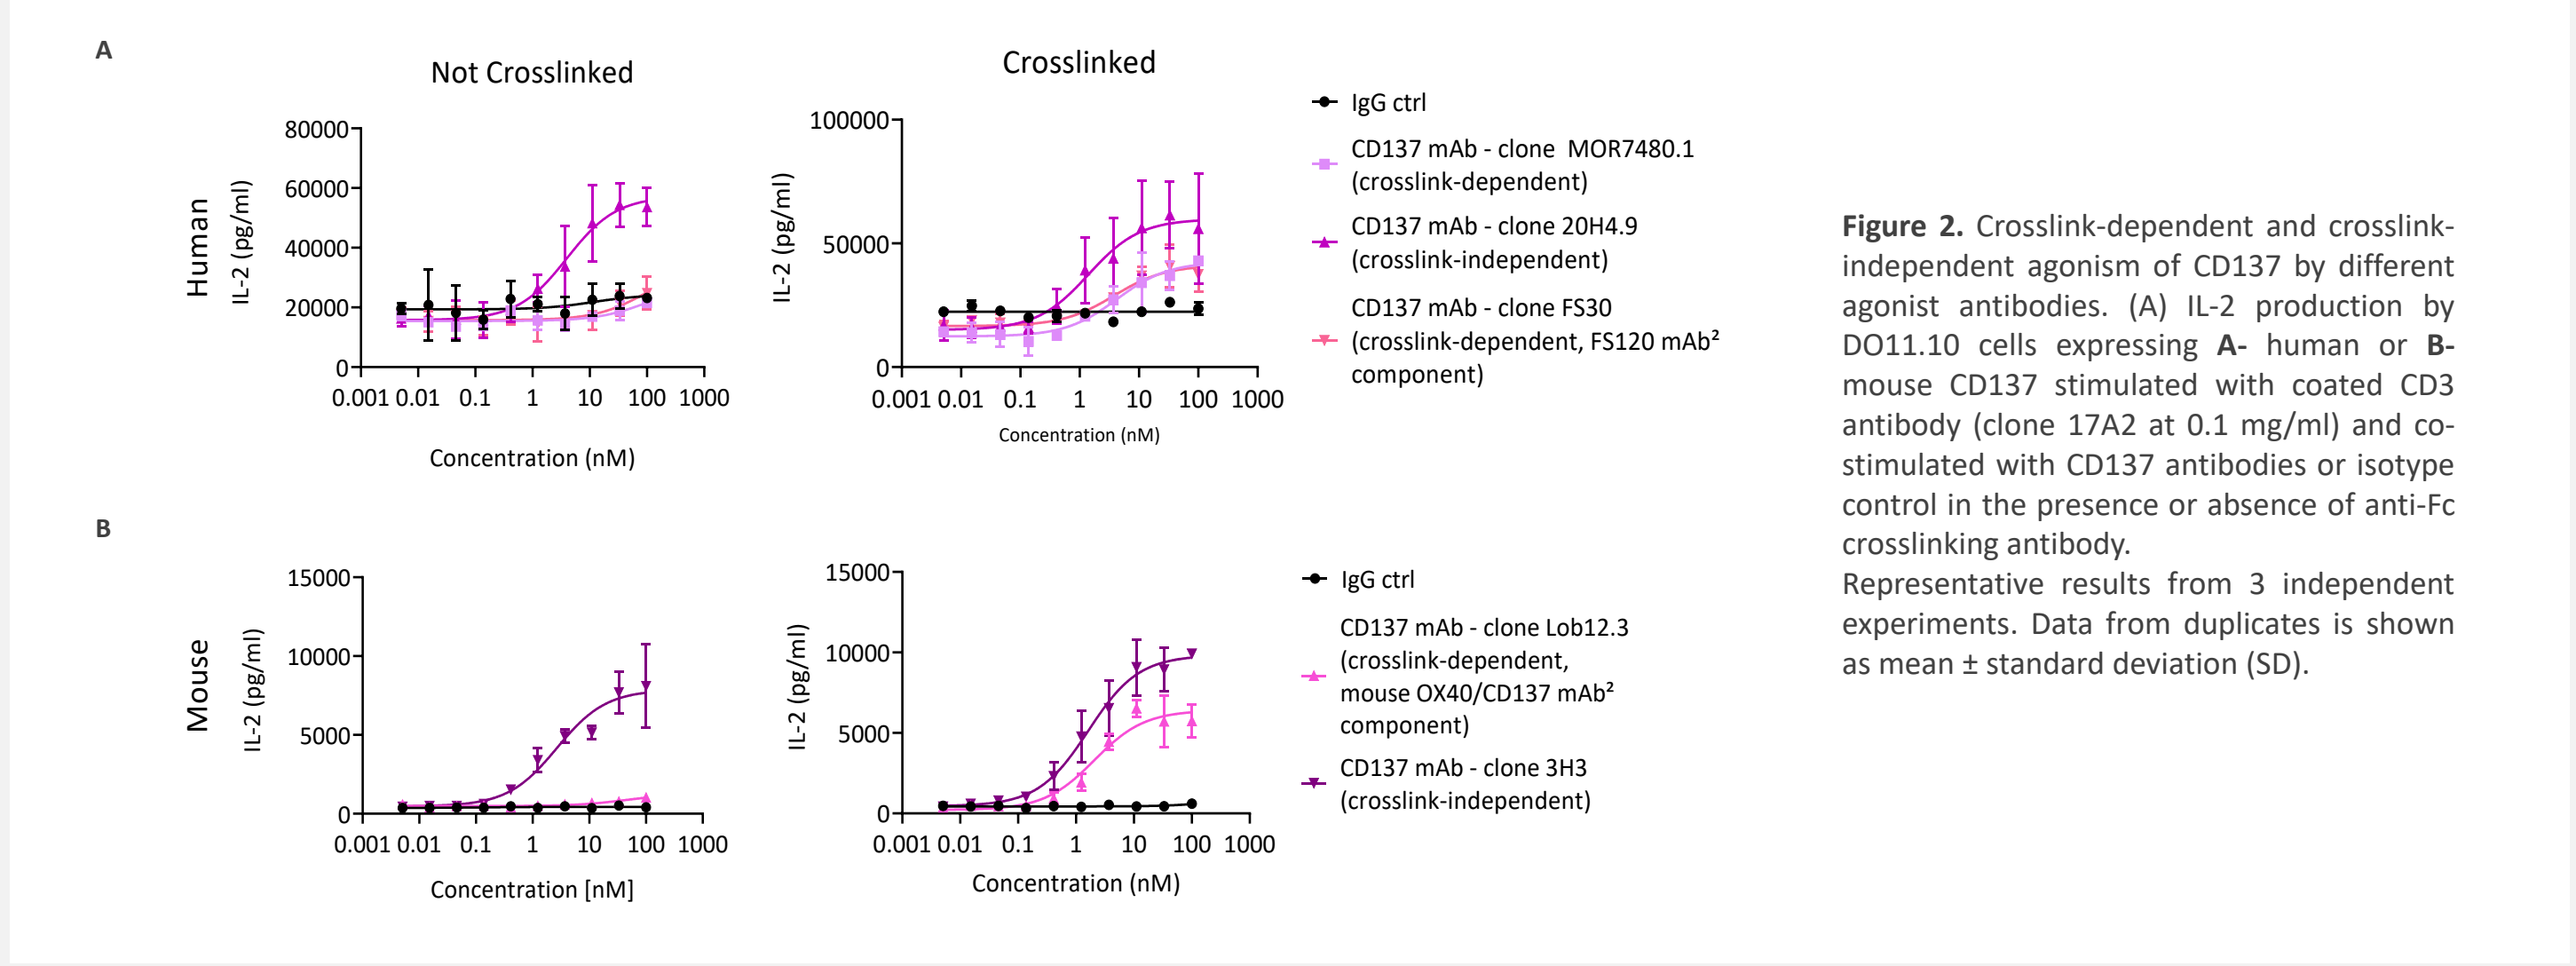 A
Not Crosslinked
Human
IL-2 (pg/ml)
80000
60000
40000
20000
0
0.001 0.01 0.1 1 10 100 1000
Concentration (nM)
Crosslinked
IL-2 (pg/ml)
100000
50000
0
0.001 0.01 0.1 1 10 100 1000
Concentration (nM)
IgG ctrl
CD137 mAb - clone MOR7480.1
(crosslink-dependent)
CD137 mAb - clone 20H4.9
(crosslink-independent)
CD137 mAb - clone FS30
(crosslink-dependent, FS120 mAb²
component)
B
Mouse
IL-2 (pg/ml)
15000
10000
5000
0
0.001 0.01 0.1 1 10 100 1000
Concentration [nM]
IL-2 (pg/ml)
15000
10000
5000
0
0.001 0.01 0.1 1 10 100 1000
Concentration (nM)
IgG ctrl
CD137 mAb - clone Lob12.3
(crosslink-dependent,
mouse OX40/CD137 mAb²
component)
CD137 mAb - clone 3H3
(crosslink-independent)
Figure 2. Crosslink-dependent and crosslink-
independent agonism of CD137 by different
agonist antibodies. (A) IL-2 production by
DO11.10 cells expressing A- human or B-
mouse CD137 stimulated with coated CD3
antibody (clone 17A2 at 0.1 mg/ml) and co-
stimulated with CD137 antibodies or isotype
control in the presence or absence of anti-Fc
crosslinking antibody.
Representative results from 3 independent
experiments. Data from duplicates is shown
as mean ± standard deviation (SD).